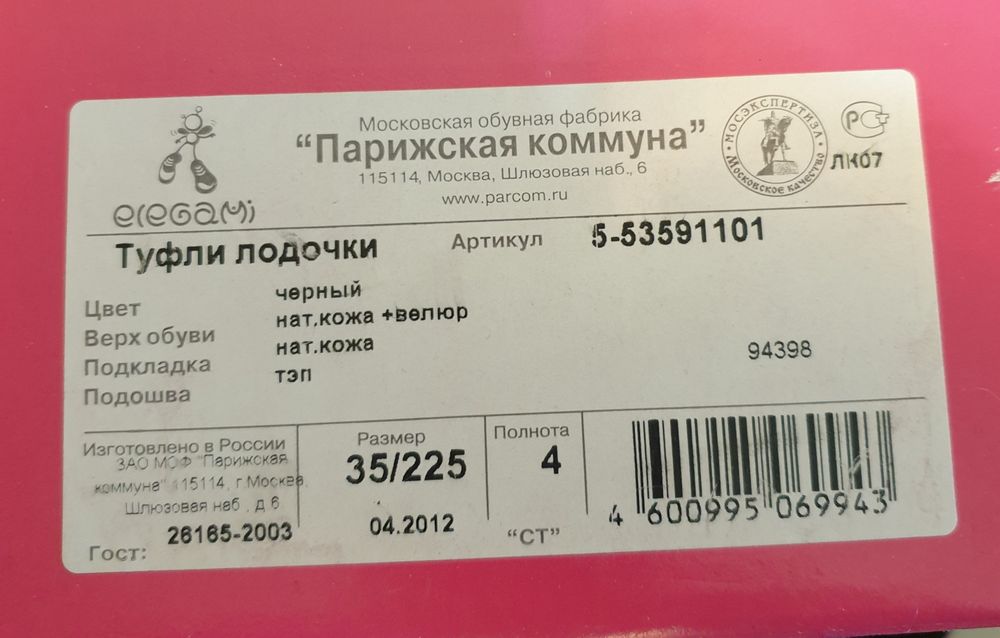 Московская обувная фабрика
"Парижская коммуна"
115114, Москва, Шлюзовая наб., 6
www.parcom.ru
elegami
МОСЭКСПЕРТИЗА
Московское качество
РСТ
ЛК07
Туфли лодочки Артикул 5-53591101
Цвет черный
Верх обуви нат.кожа +велюр
Подкладка нат.кожа
Подошва тэп
94398
Изготовлено в России
ЗАО МОФ "Парижская
коммуна" 115114, г.Москва,
Шлюзовая наб., д 6
Гост: 26165-2003
Размер
35/225
04.2012
Полнота
4
"СТ"
4 600995 069943